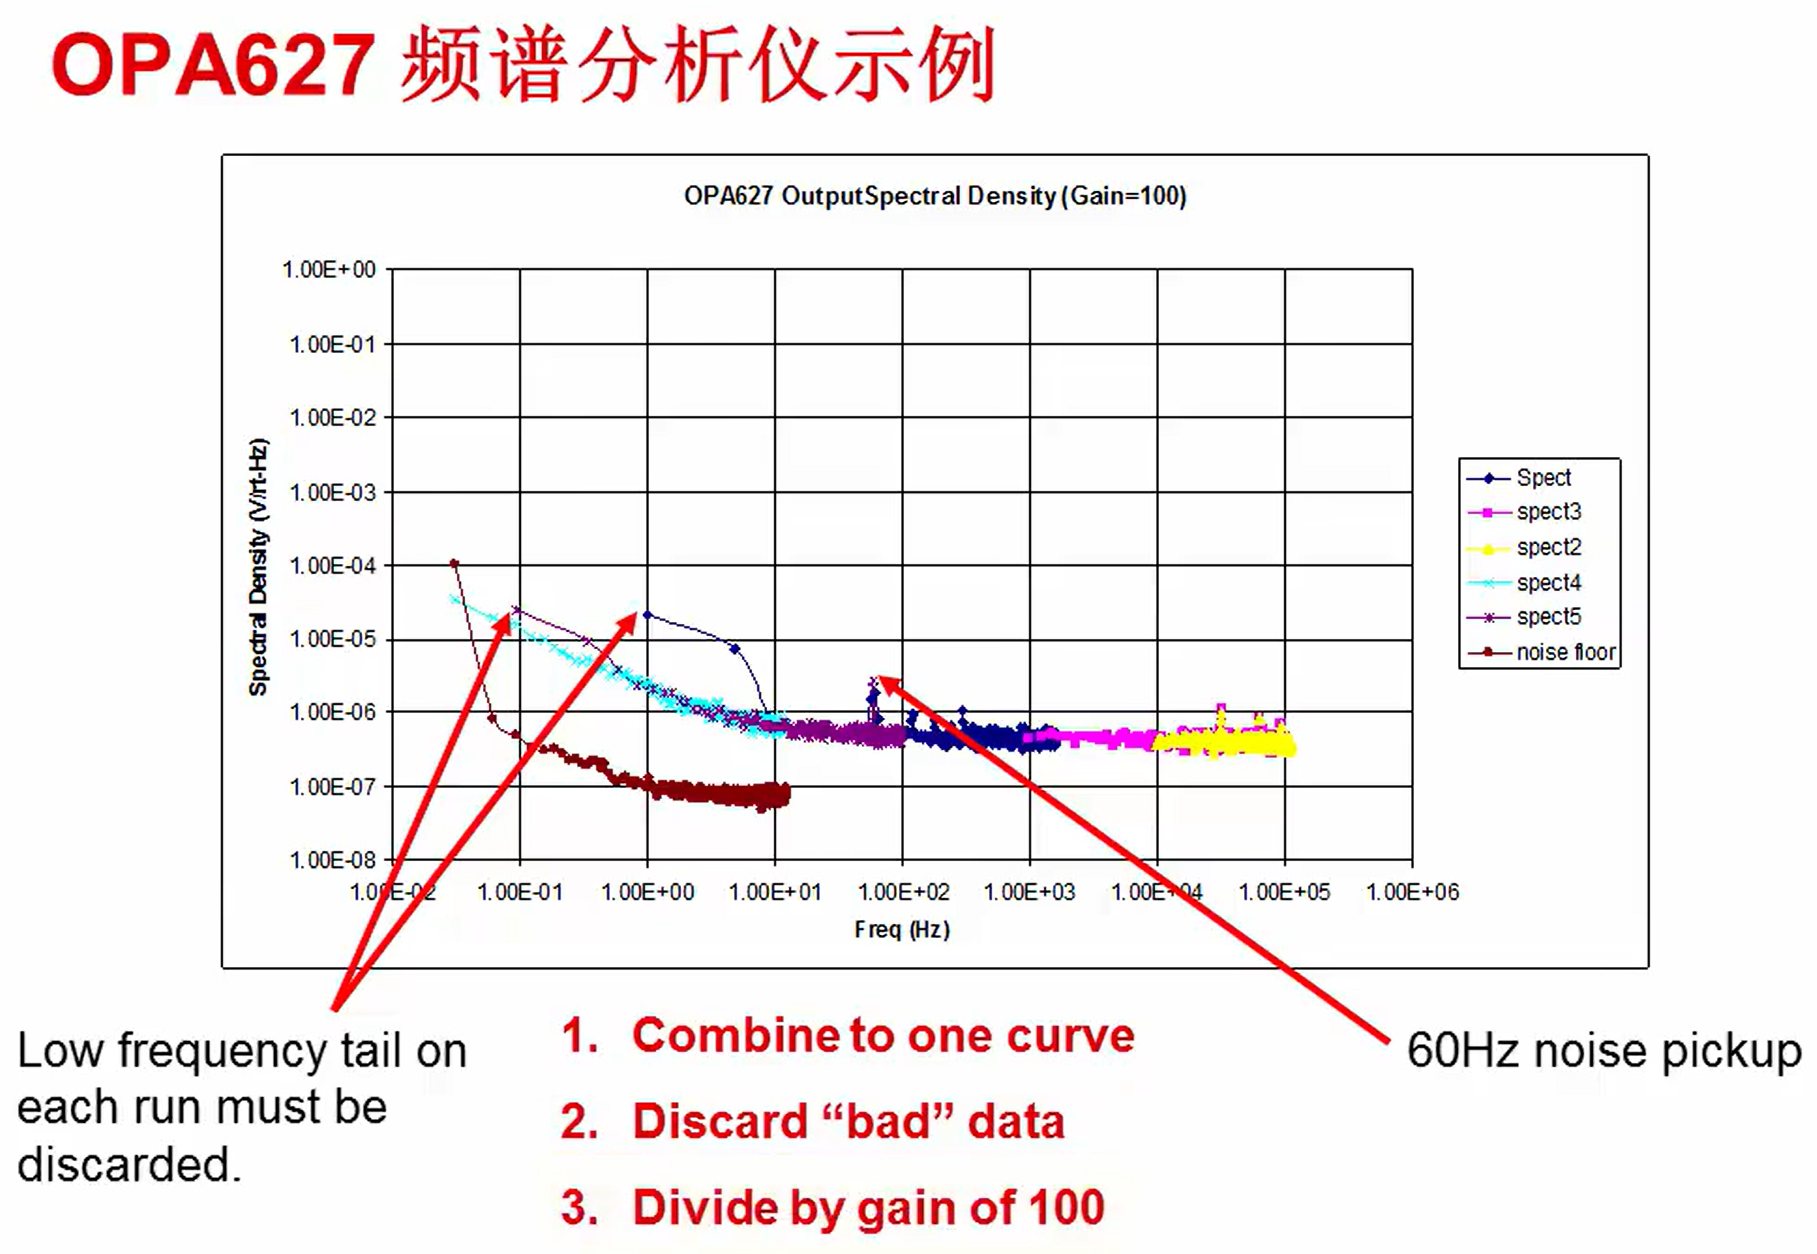 OPA627 频谱分析仪示例
OPA627 OutputSpectral Density (Gain=100)
1.00E+00
1.00E-01
1.00E-02
1.00E-03
1.00E-04
1.00E-05
1.00E-06
1.00E-07
1.00E-08
Spectral Density (V/rt-Hz)
1.00E-02 1.00E-01 1.00E+00 1.00E+01 1.00E+02 1.00E+03 1.00E+04 1.00E+05 1.00E+06
Freq (Hz)
Spect
spect3
spect2
spect4
spect5
noise floor
Low frequency tail on
each run must be
discarded.
1. Combine to one curve
2. Discard “bad” data
3. Divide by gain of 100
60Hz noise pickup